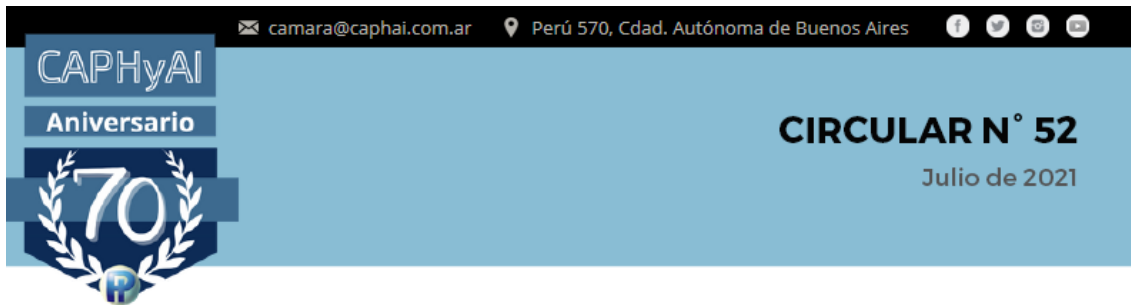 camara@caphai.com.ar Perú 570, Cdad. Autónoma de Buenos Aires
CAPHyAI
Aniversario
70
CIRCULAR N° 52
Julio de 2021